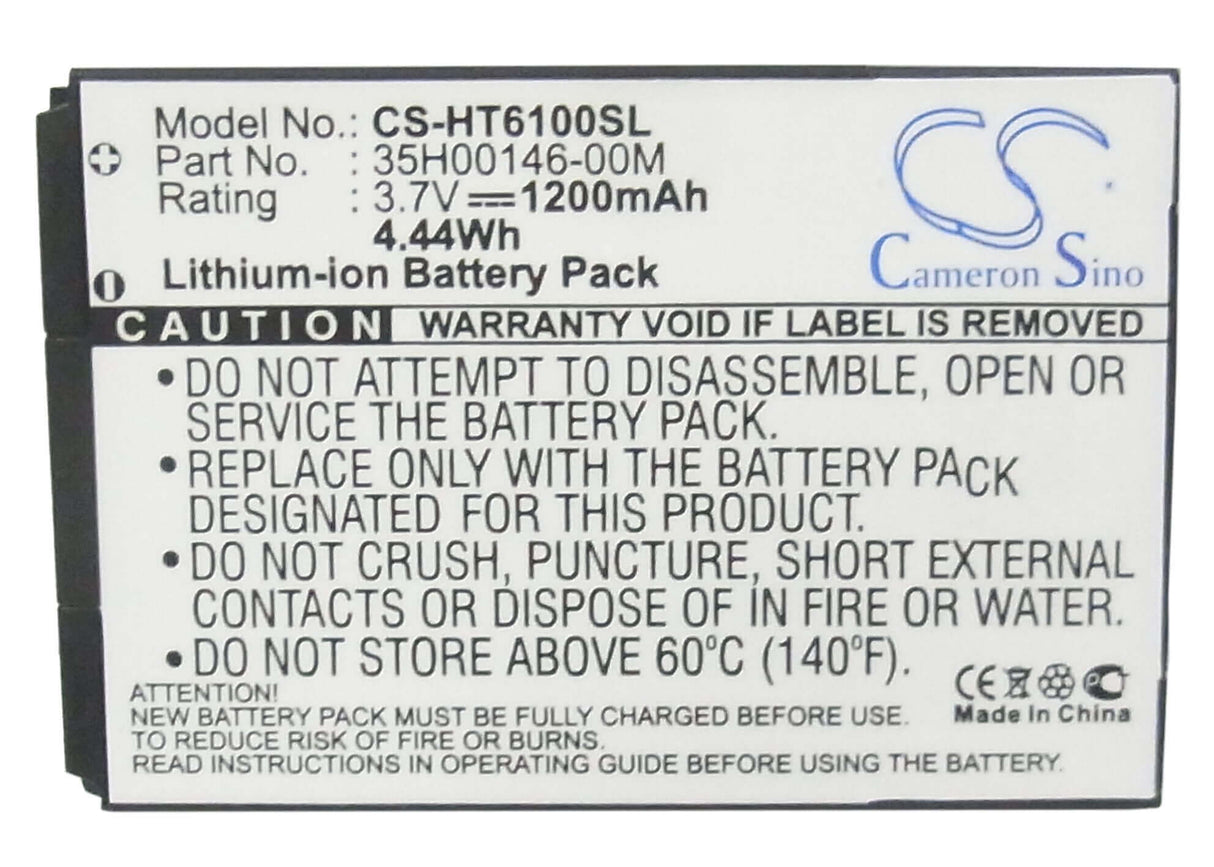 Model No.: CS-HT6100SL
Part No. : 35H00146-00M
Rating : 3.7V 1200mAh
4.44Wh
Lithium-ion Battery Pack
CS
Cameron Sino
CAUTION WARRANTY VOID IF LABEL IS REMOVED
• DO NOT ATTEMPT TO DISASSEMBLE, OPEN OR
SERVICE THE BATTERY PACK.
• REPLACE ONLY WITH THE BATTERY PACK
DESIGNATED FOR THIS PRODUCT.
• DO NOT CRUSH, PUNCTURE, SHORT EXTERNAL
CONTACTS OR DISPOSE OF IN FIRE OR WATER.
• DO NOT STORE ABOVE 60°C (140°F).
CE
Made In China
ATTENTION!
NEW BATTERY PACK MUST BE FULLY CHARGED BEFORE USE.
TO REDUCE RISK OF FIRE OR BURNS.
READ INSTRUCTIONS IN OPERATING GUIDE BEFORE USING THE BATTERY.